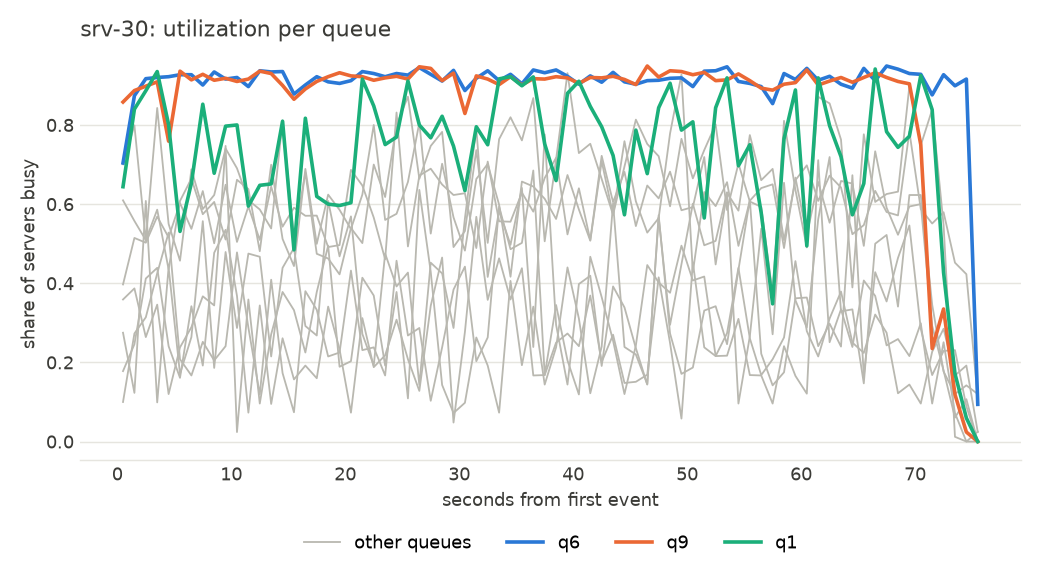 srv-30: utilization per queue
share of servers busy
0.8
0.6
0.4
0.2
0.0
0 10 20 30 40 50 60 70
seconds from first event
other queues q6 q9 q1